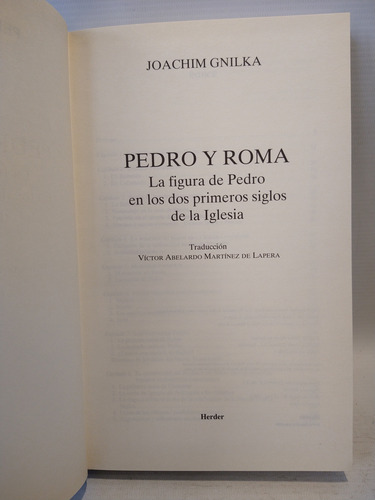 JOACHIM GNILKA
PEDRO Y ROMA
La figura de Pedro
en los dos primeros siglos
de la Iglesia
Traducción
VÍCTOR ABELARDO MARTÍNEZ DE LAPERA
Herder